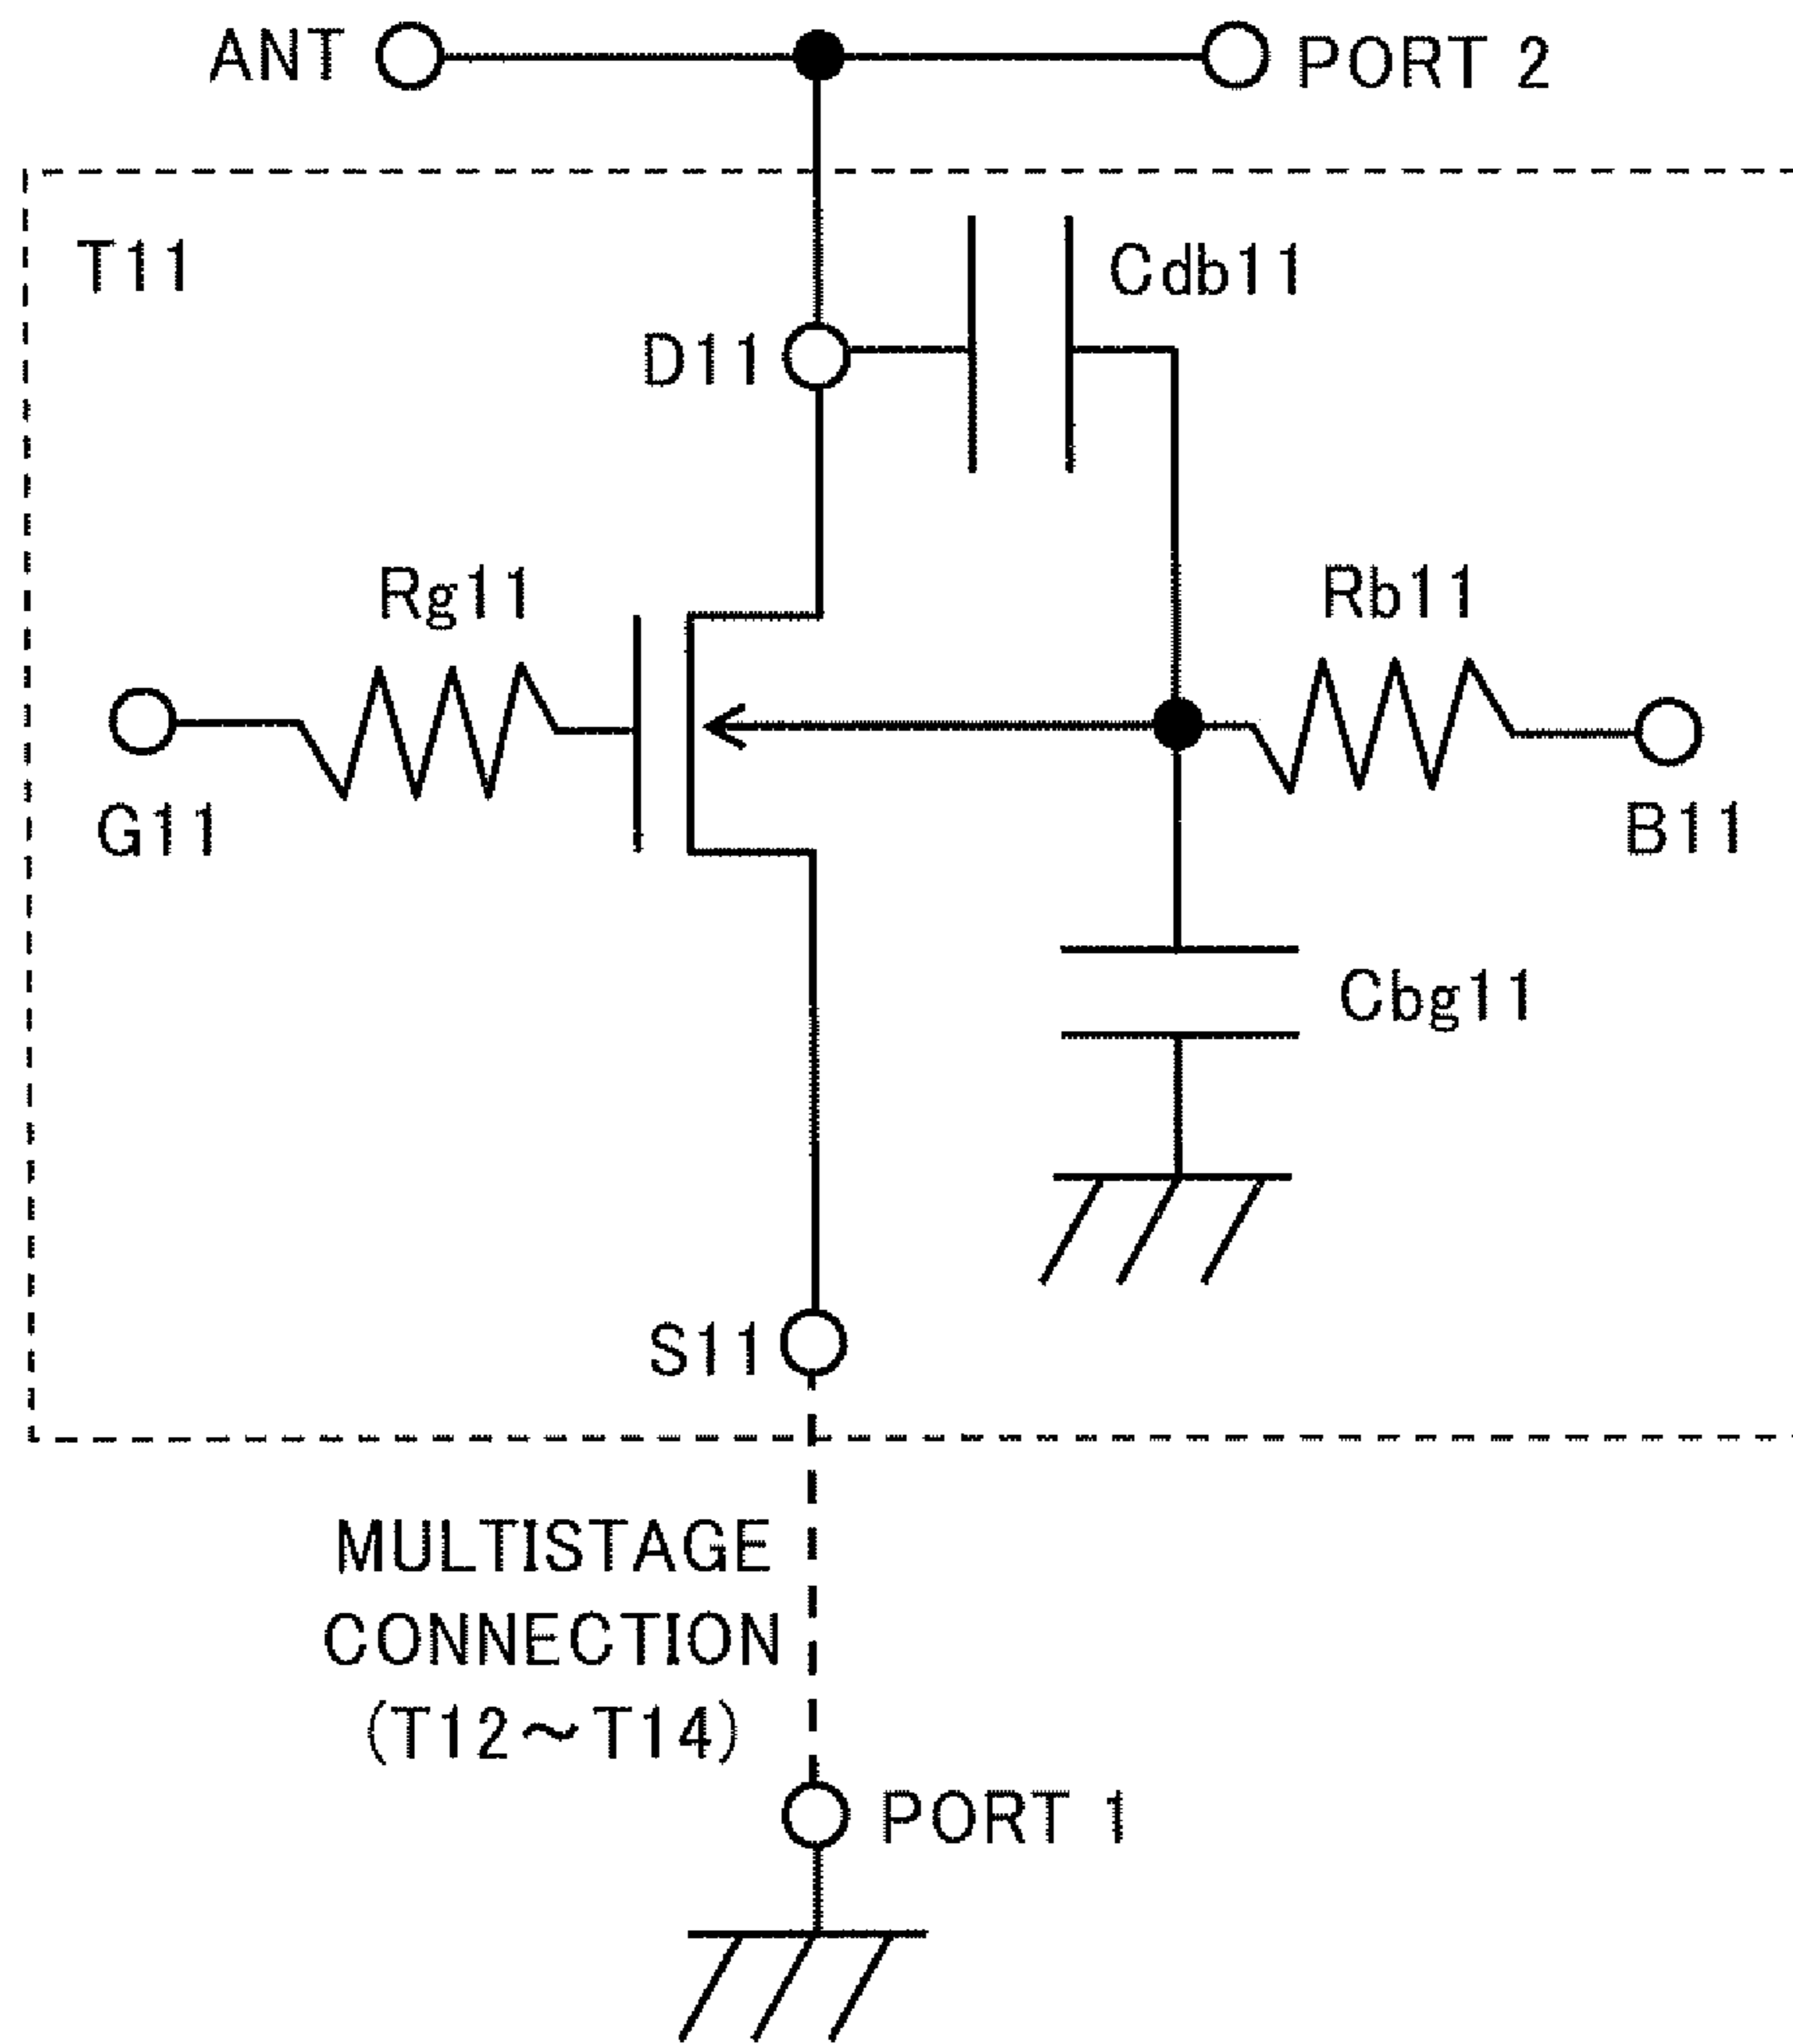 ANT
PORT 2
T11
Cdb11
D11
Rg11
Rb11
G11
B11
Cbg11
S11
MULTISTAGE
CONNECTION
(T12～T14)
PORT 1